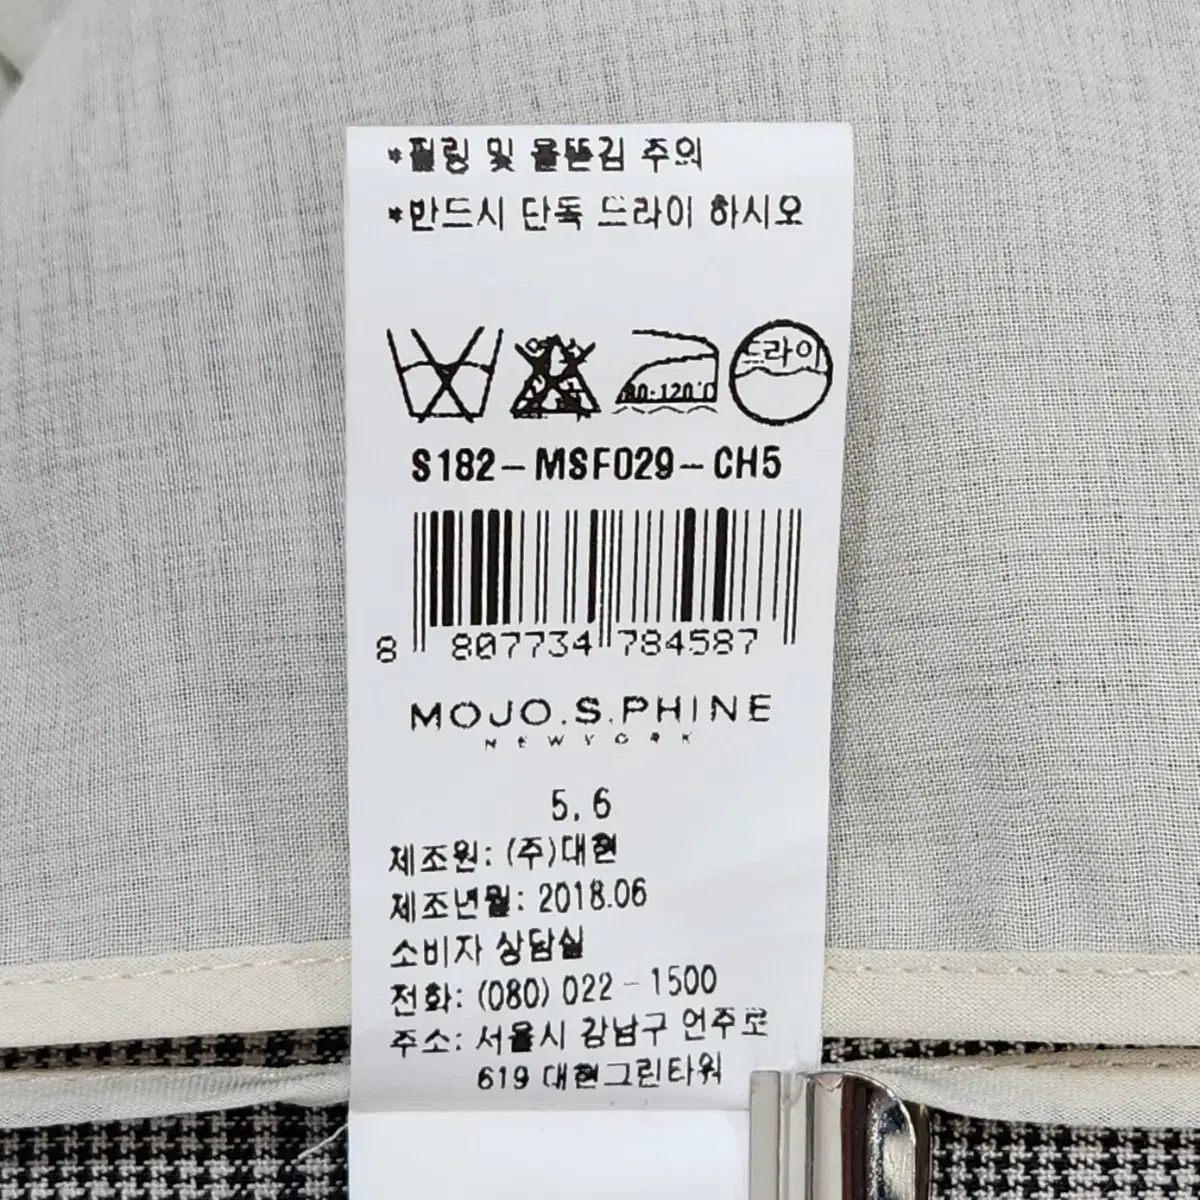 *필링 및 올뜯김 주의
*반드시 단독 드라이 하시오
80-120℃
드라이
S182-MSF029-CH5
8 807734 784587
MOJO.S.PHINE
NEWYORK
5,6
제조원: (주)대현
제조년월: 2018.06
소비자 상담실
전화: (080) 022-1500
주소: 서울시 강남구 언주로
619 대현그린타워